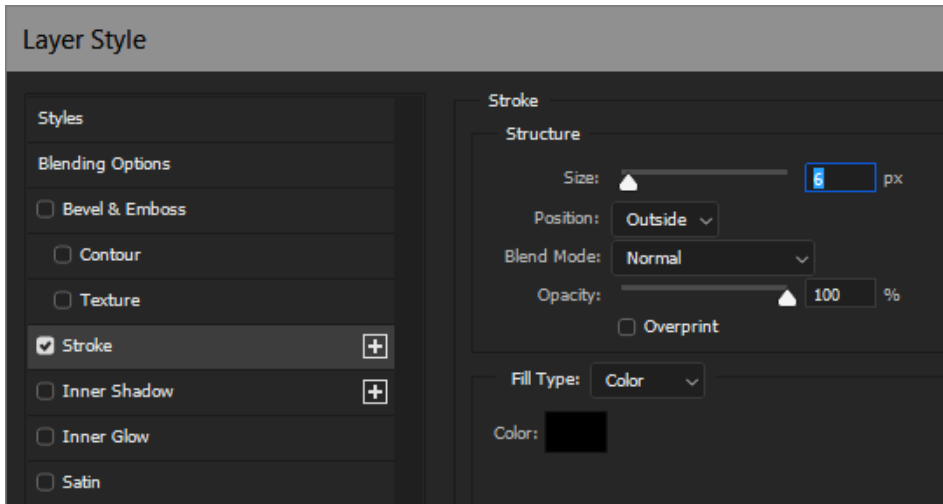 Layer Style
Styles
Blending Options
Bevel & Emboss
Contour
Texture
Stroke
Inner Shadow
Inner Glow
Satin
Stroke
Structure
Size: 6 px
Position: Outside
Blend Mode: Normal
Opacity: 100 %
Overprint
Fill Type: Color
Color: